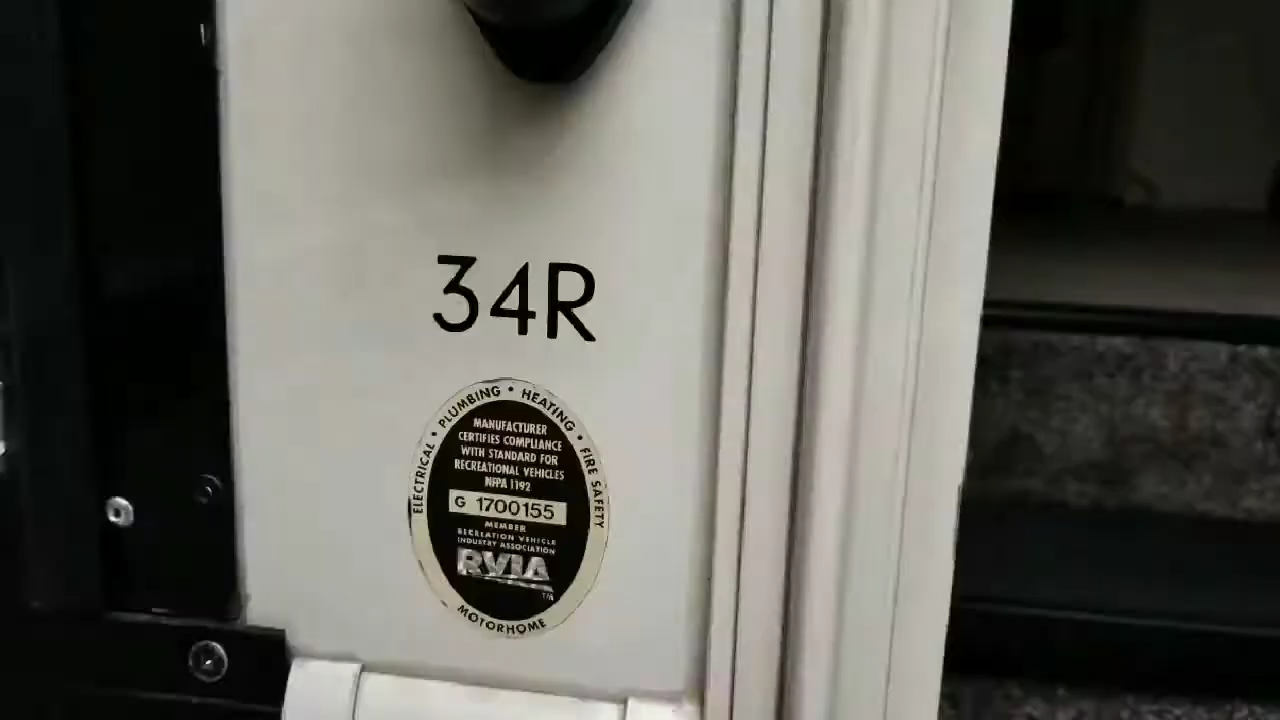 34R
ELECTRICAL • PLUMBING • HEATING • FIRE SAFETY
MANUFACTURER
CERTIFIES COMPLIANCE
WITH STANDARD FOR
RECREATIONAL VEHICLES
NFPA 1192
G 1700155
MEMBER
RECREATION VEHICLE
INDUSTRY ASSOCIATION
RVIA
TM
MOTORHOME